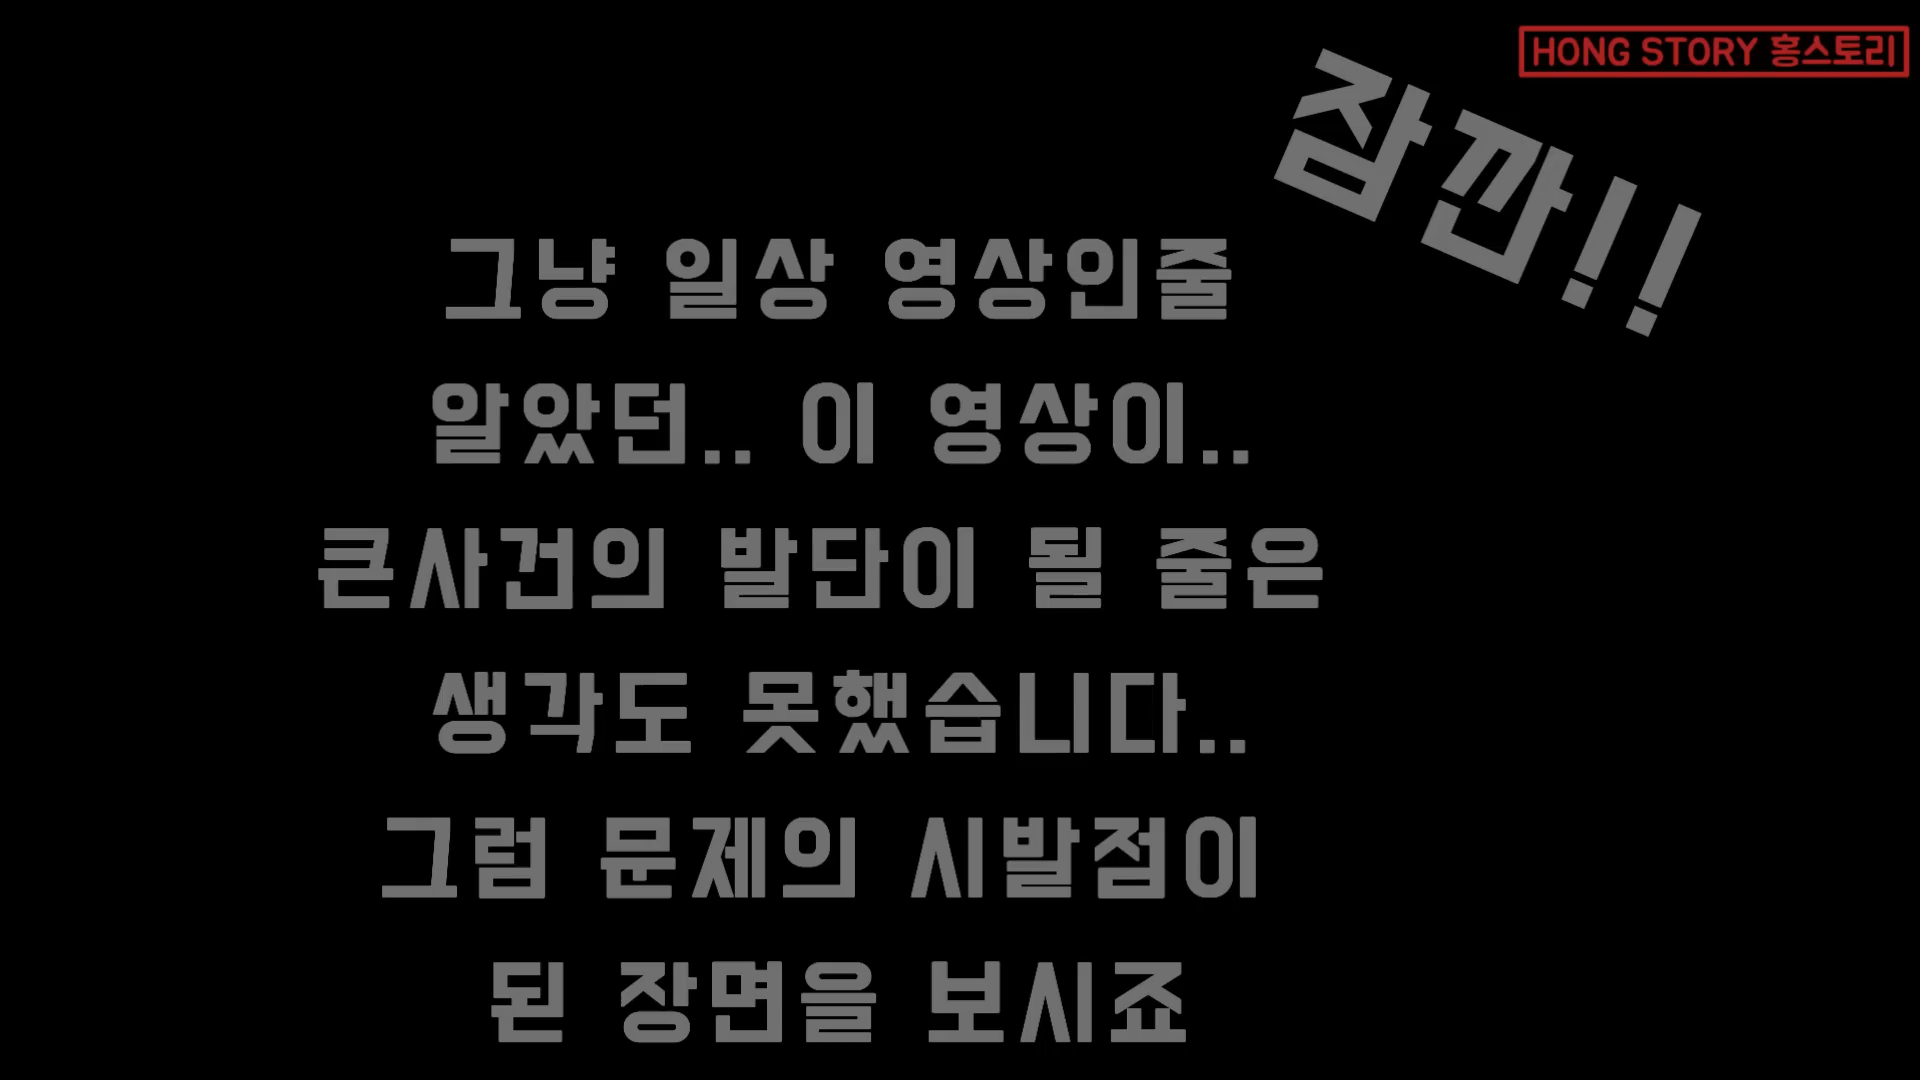 HONG STORY 홍스토리
잠깐!!
그냥 일상 영상인줄
알았던.. 이 영상이..
큰사건의 발단이 될 줄은
생각도 못했습니다..
그럼 문제의 시발점이
된 장면을 보시죠